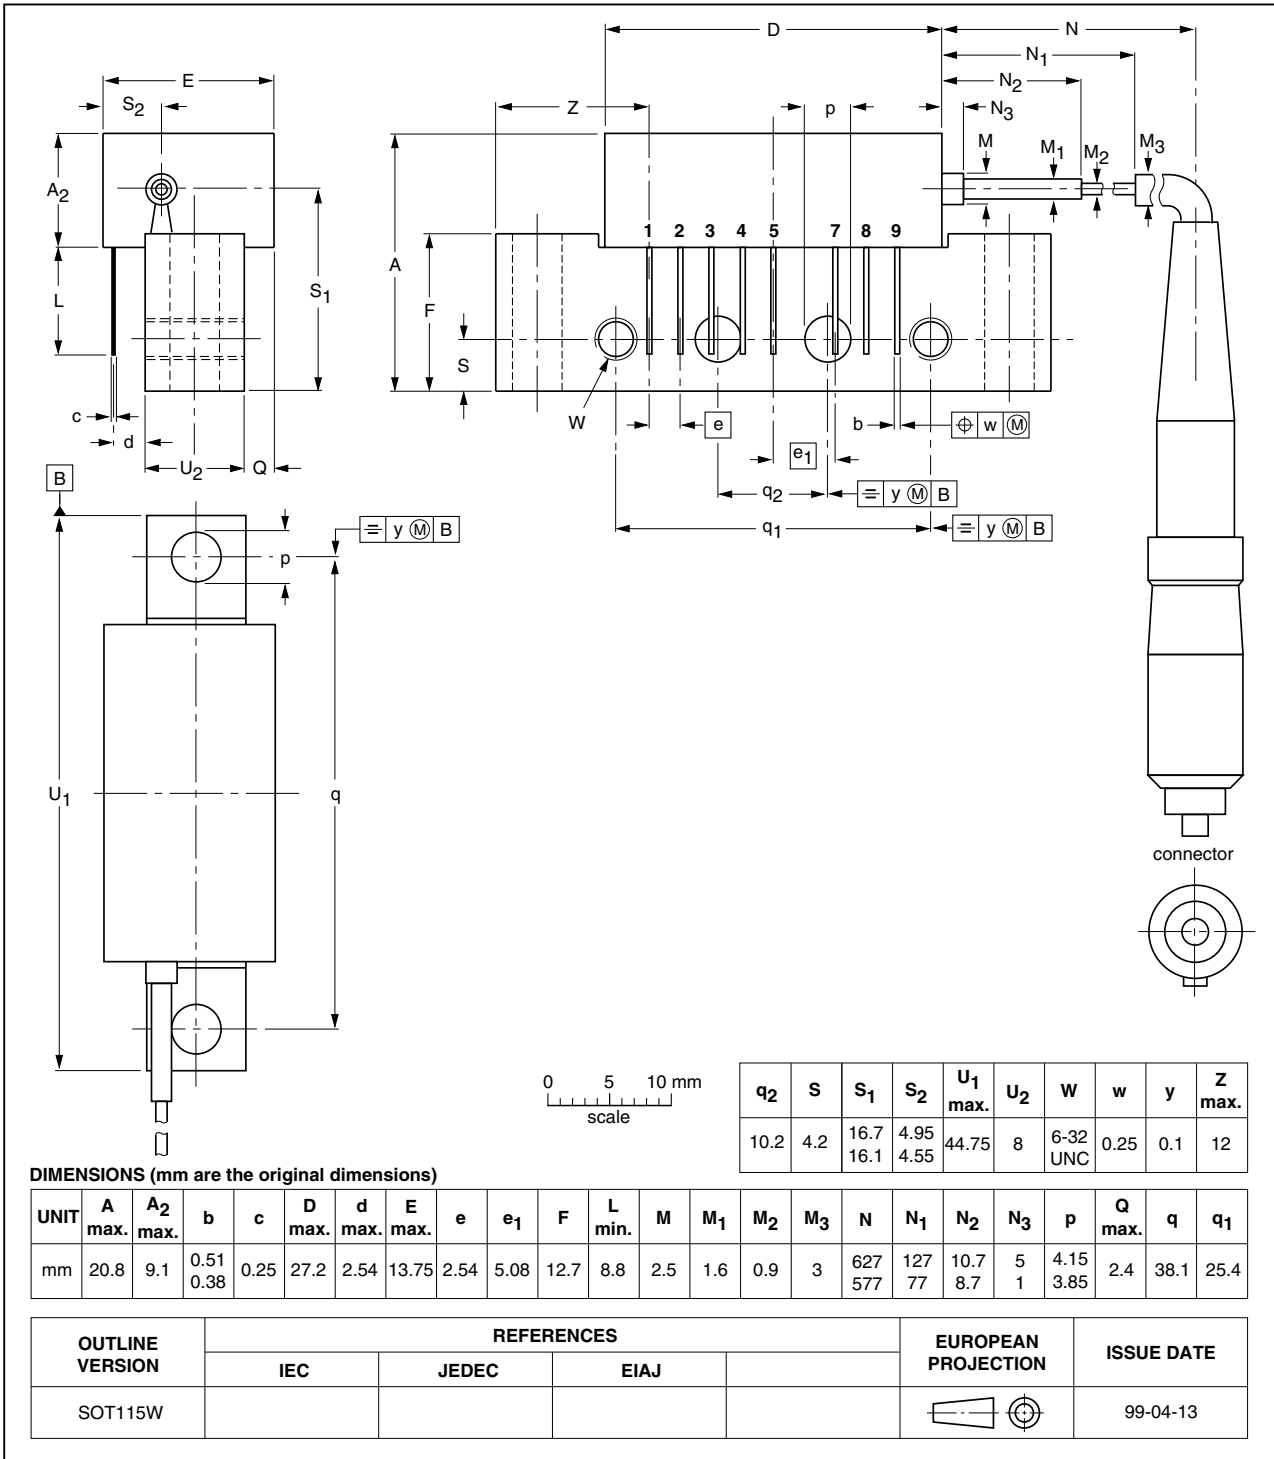 D
N
N1
E
N2
S2
Z
p
N3
M
M1
M2
M3
A2
1 2 3 4 5 7 8 9
A
S1
L
F
S
c
W
e
b
⌖ w Ⓜ
d
e1
U2
Q
B
q2
⌯ y Ⓜ B
q1
⌯ y Ⓜ B
⌯ y Ⓜ B
p
U1
q
connector
0 5 10 mm
scale
q2 S S1 S2 U1 max. U2 W w y Z max.
10.2 4.2 16.7 16.1 4.95 4.55 44.75 8 6-32 UNC 0.25 0.1 12
DIMENSIONS (mm are the original dimensions)
UNIT A max. A2 max. b c D max. d max. E max. e e1 F L min. M M1 M2 M3 N N1 N2 N3 p Q max. q q1
mm 20.8 9.1 0.51 0.38 0.25 27.2 2.54 13.75 2.54 5.08 12.7 8.8 2.5 1.6 0.9 3 627 577 127 77 10.7 8.7 5 1 4.15 3.85 2.4 38.1 25.4
OUTLINE VERSION REFERENCES EUROPEAN PROJECTION ISSUE DATE
IEC JEDEC EIAJ
SOT115W 99-04-13